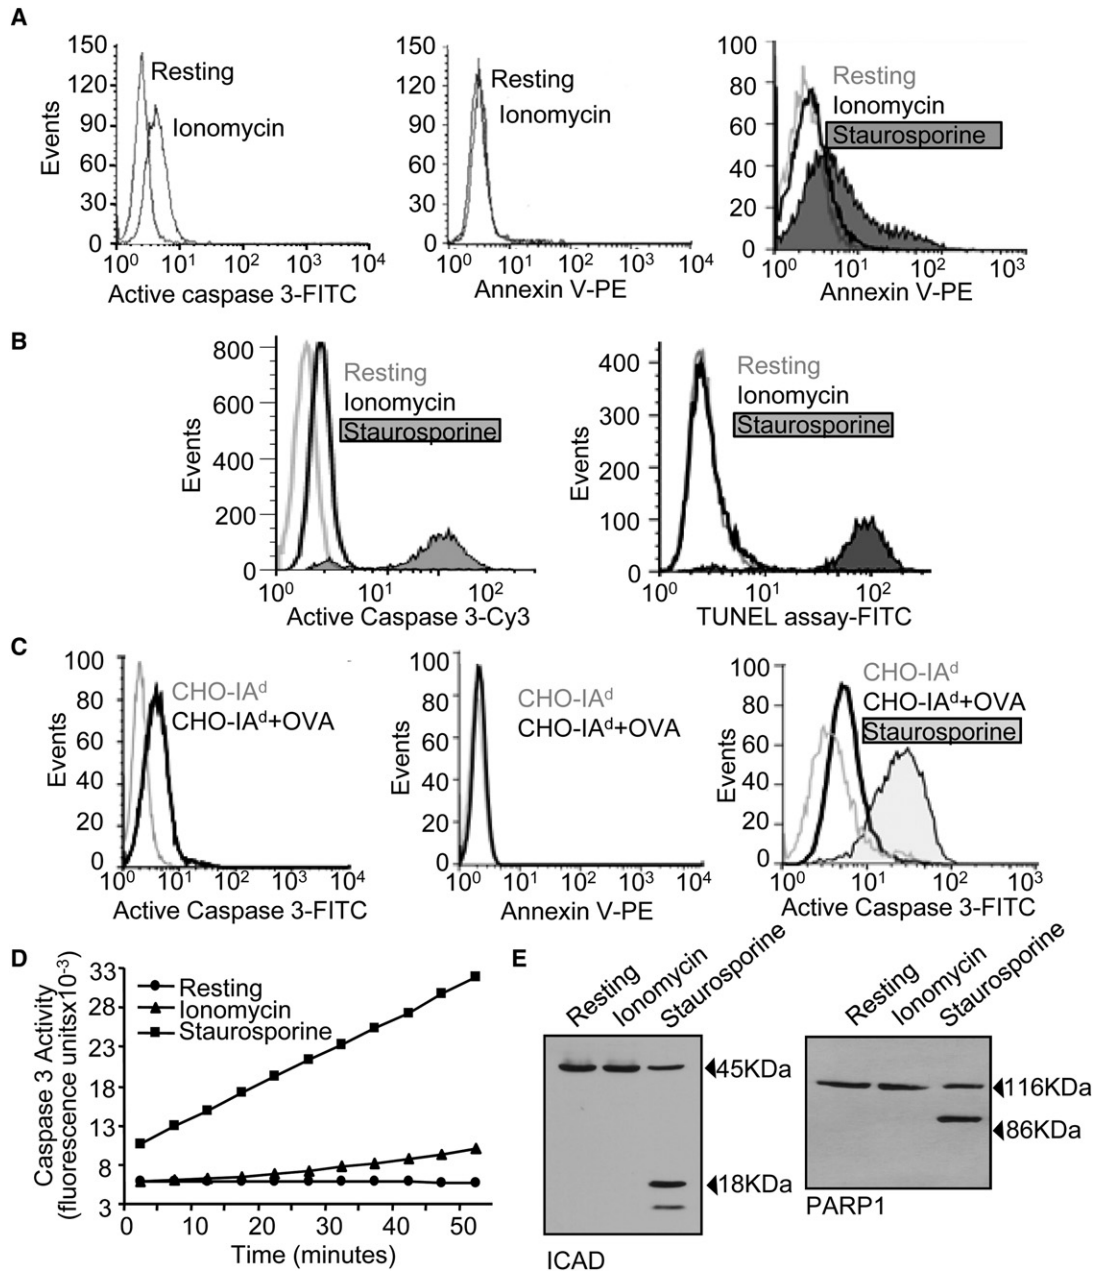 A
150
120
90
60
30
0
Events
Resting
Ionomycin
10⁰ 10¹ 10² 10³ 10⁴
Active caspase 3-FITC
150
120
90
60
30
0
Resting
Ionomycin
10⁰ 10¹ 10² 10³ 10⁴
Annexin V-PE
100
80
60
40
20
0
Resting
Ionomycin
Staurosporine
10⁰ 10¹ 10² 10³
Annexin V-PE
B
800
600
400
200
0
Events
Resting
Ionomycin
Staurosporine
10⁰ 10¹ 10²
Active Caspase 3-Cy3
400
300
200
100
0
Events
Resting
Ionomycin
Staurosporine
10⁰ 10¹ 10²
TUNEL assay-FITC
C
100
80
60
40
20
0
Events
CHO-IAᵈ
CHO-IAᵈ+OVA
10⁰ 10¹ 10² 10³ 10⁴
Active Caspase 3-FITC
100
80
60
40
20
0
Events
CHO-IAᵈ
CHO-IAᵈ+OVA
10⁰ 10¹ 10² 10³ 10⁴
Annexin V-PE
100
80
60
40
20
0
Events
CHO-IAᵈ
CHO-IAᵈ+OVA
Staurosporine
10⁰ 10¹ 10² 10³
Active Caspase 3-FITC
D
Caspase 3 Activity
(fluorescence unitsx10⁻³)
33
28
23
18
13
8
3
Resting
Ionomycin
Staurosporine
0 10 20 30 40 50
Time (minutes)
E
Resting
Ionomycin
Staurosporine
45KDa
18KDa
ICAD
Resting
Ionomycin
Staurosporine
116KDa
86KDa
PARP1